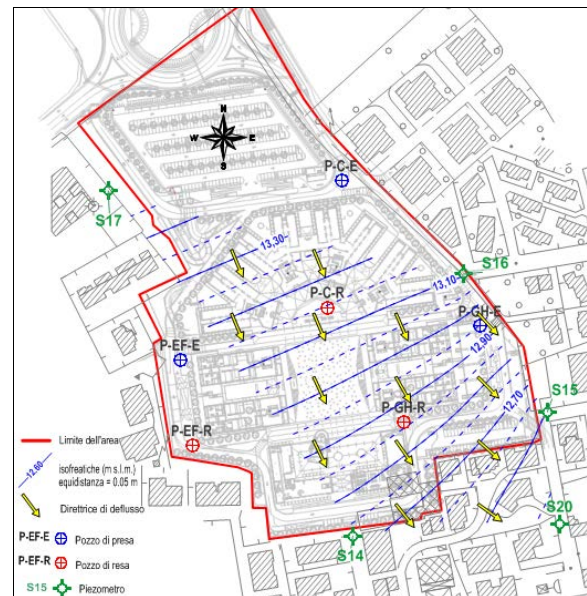 N
W
E
S
P-C-E
S17
13,30
S16
13,10
P-C-R
P-GH-E
P-EF-E
12,90
S15
12,70
P-GH-R
P-EF-R
Limite dell'area
12,60
isofreatiche (m s.l.m.)
equidistanza = 0.05 m
Direttrice di deflusso
S20
P-EF-E Pozzo di presa
S14
P-EF-R Pozzo di resa
S15 Piezometro